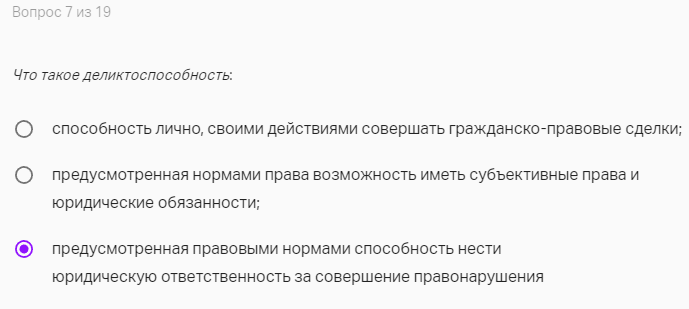 Вопрос 7 из 19
Что такое деликтоспособность:
способность лично, своими действиями совершать гражданско-правовые сделки;
предусмотренная нормами права возможность иметь субъективные права и
юридические обязанности;
предусмотренная правовыми нормами способность нести
юридическую ответственность за совершение правонарушения